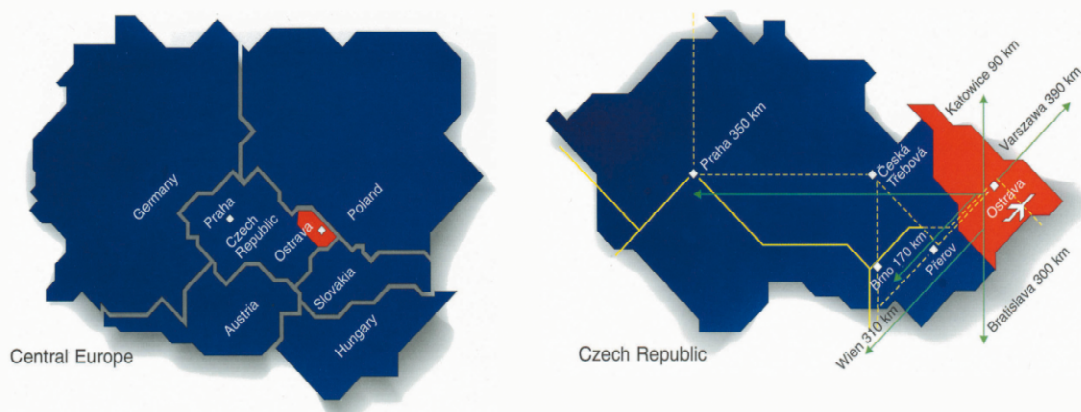 Germany
Praha
Czech
Republic
Ostrava
Poland
Slovakia
Austria
Hungary
Central Europe
Katowice 90 km
Varszawa 390 km
Praha 350 km
Česká
Třebová
Ostrava
Brno 170 km
Přerov
Wien 310 km
Bratislava 300 km
Czech Republic